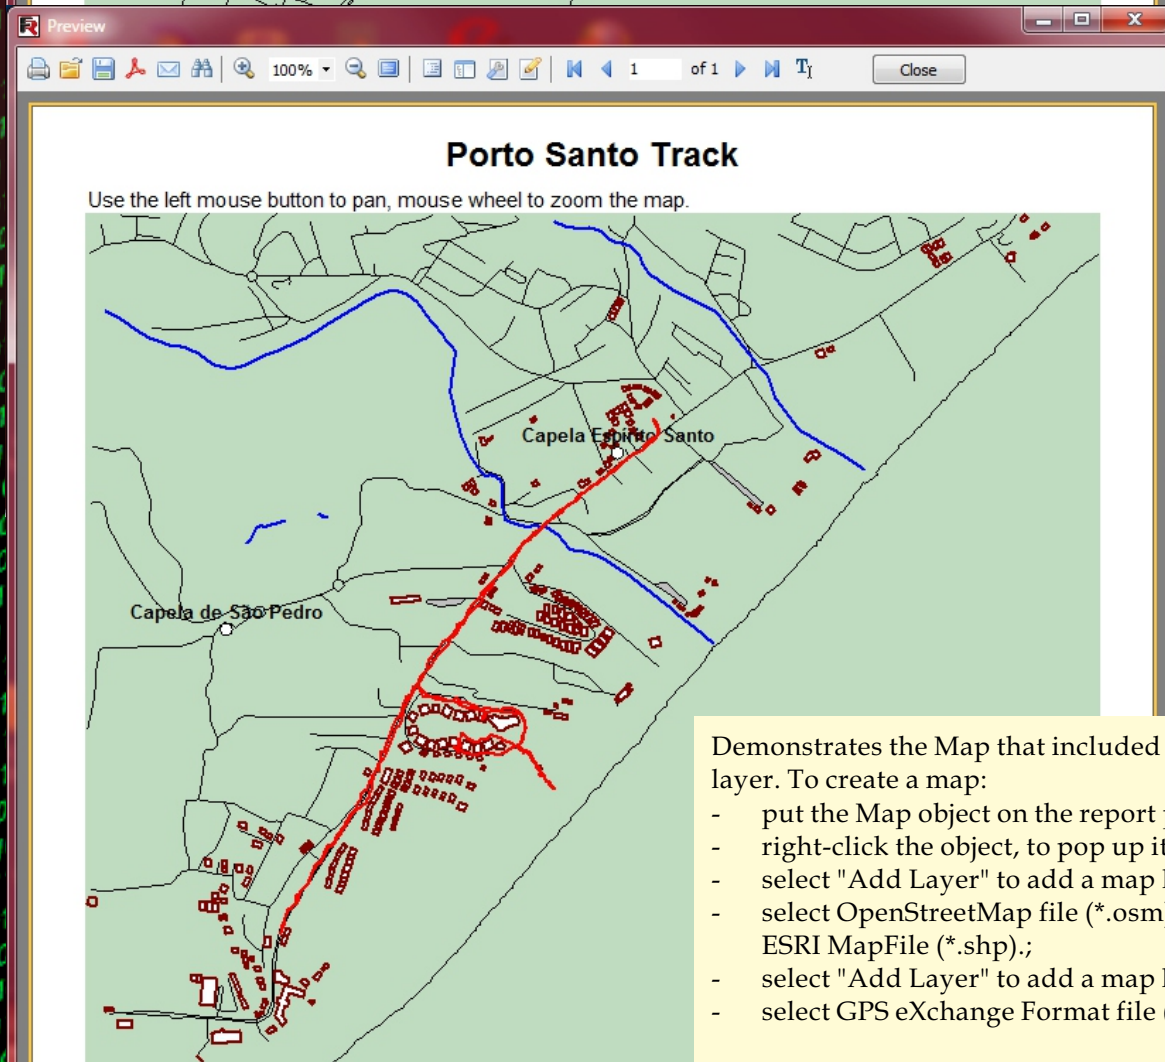 Preview
100%
1 of 1
Close
Porto Santo Track
Use the left mouse button to pan, mouse wheel to zoom the map.
Capela Espírito Santo
Capela de São Pedro
Demonstrates the Map that included
layer. To create a map:
- put the Map object on the report
- right-click the object, to pop up it
- select "Add Layer" to add a map
- select OpenStreetMap file (*.osm)
ESRI MapFile (*.shp).;
- select "Add Layer" to add a map
- select GPS eXchange Format file (